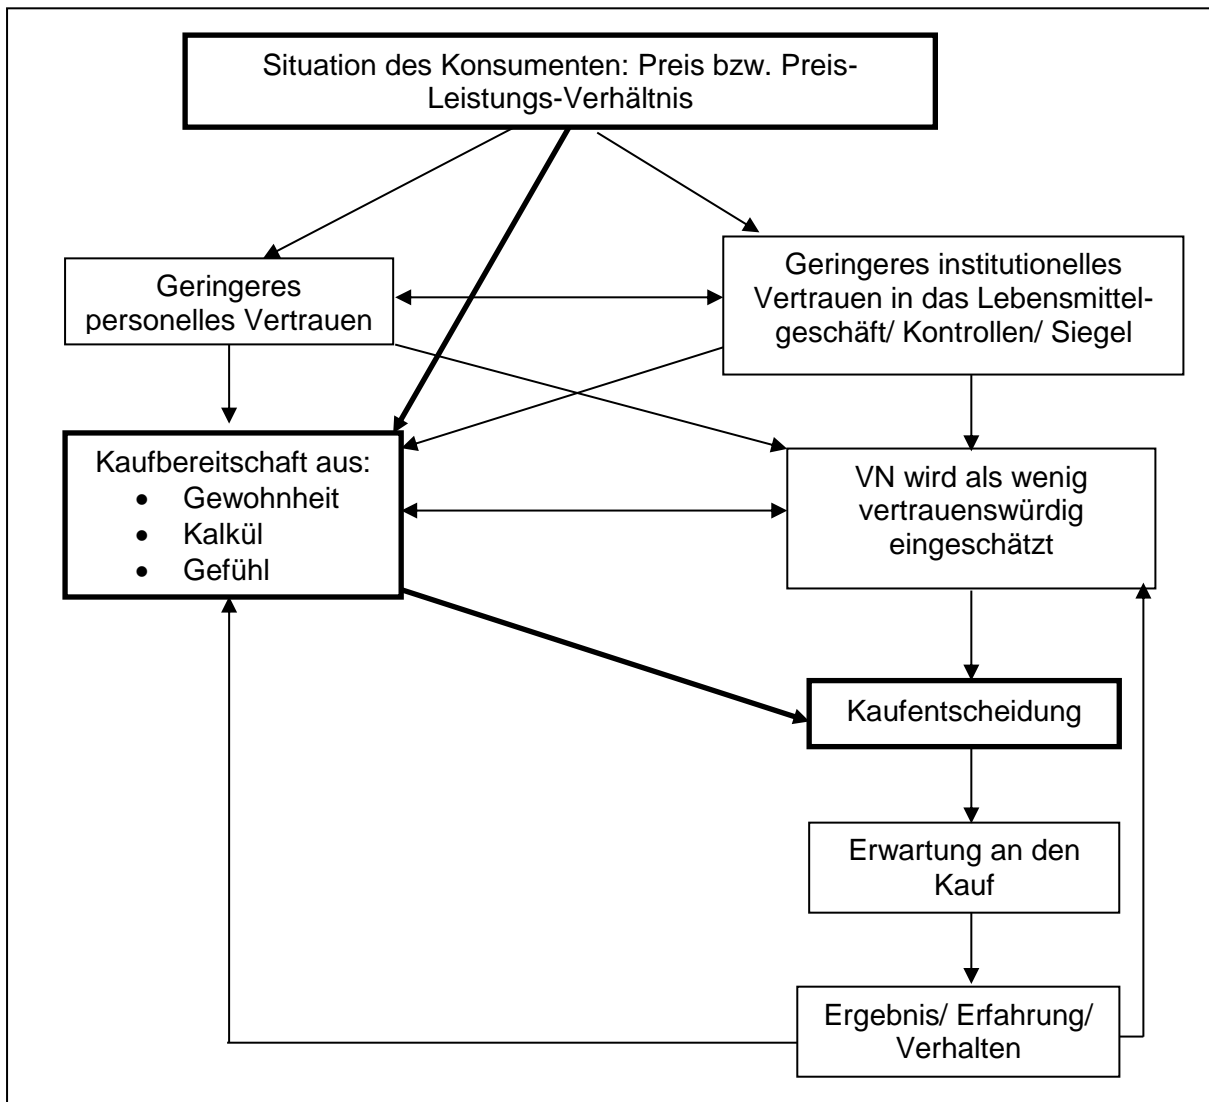 Situation des Konsumenten: Preis bzw. Preis-
Leistungs-Verhältnis
Geringeres
personelles Vertrauen
Geringeres institutionelles
Vertrauen in das Lebensmittel-
geschäft/ Kontrollen/ Siegel
Kaufbereitschaft aus:
• Gewohnheit
• Kalkül
• Gefühl
VN wird als wenig
vertrauenswürdig
eingeschätzt
Kaufentscheidung
Erwartung an den
Kauf
Ergebnis/ Erfahrung/
Verhalten